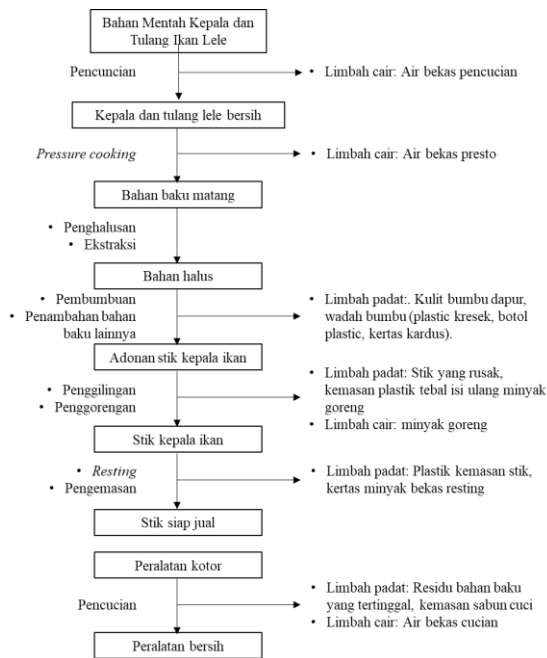 Bahan Mentah Kepala dan
Tulang Ikan Lele
Pencucian
• Limbah cair: Air bekas pencucian
Kepala dan tulang lele bersih
Pressure cooking
• Limbah cair: Air bekas presto
Bahan baku matang
• Penghalusan
• Ekstraksi
Bahan halus
• Pembumbuan
• Penambahan bahan
baku lainnya
• Limbah padat:. Kulit bumbu dapur,
wadah bumbu (plastic kresek, botol
plastic, kertas kardus).
Adonan stik kepala ikan
• Penggilingan
• Penggorengan
• Limbah padat: Stik yang rusak,
kemasan plastik tebal isi ulang minyak
goreng
• Limbah cair: minyak goreng
Stik kepala ikan
• Resting
• Pengemasan
• Limbah padat: Plastik kemasan stik,
kertas minyak bekas resting
Stik siap jual
Peralatan kotor
Pencucian
• Limbah padat: Residu bahan baku
yang tertinggal, kemasan sabun cuci
• Limbah cair: Air bekas cucian
Peralatan bersih